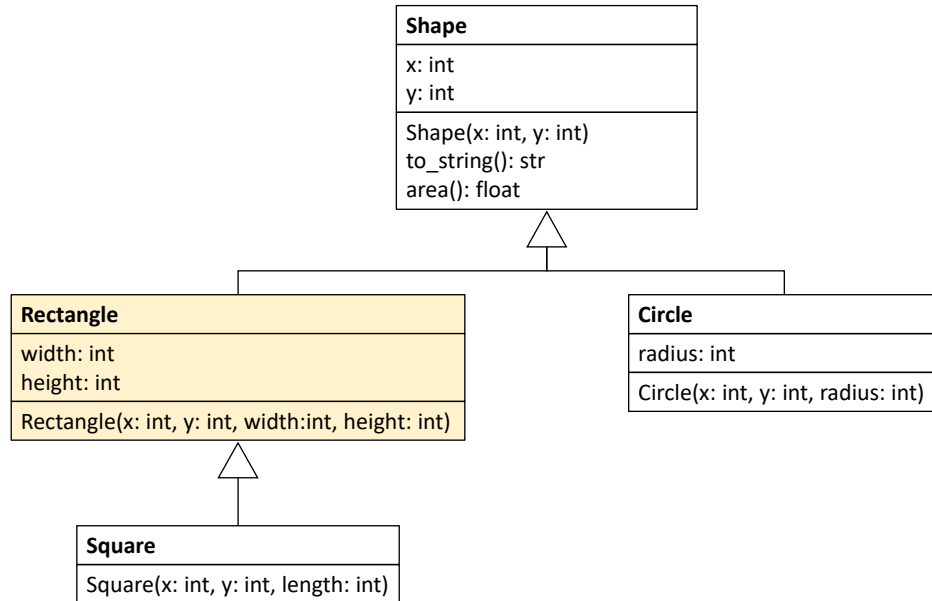 Shape
x: int
y: int
Shape(x: int, y: int)
to_string(): str
area(): float
Rectangle
width: int
height: int
Rectangle(x: int, y: int, width:int, height: int)
Circle
radius: int
Circle(x: int, y: int, radius: int)
Square
Square(x: int, y: int, length: int)